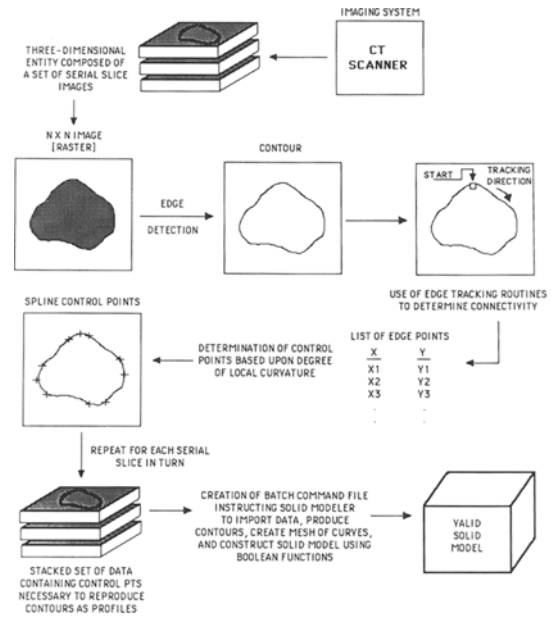 IMAGING SYSTEM
CT
SCANNER
THREE-DIMENSIONAL
ENTITY COMPOSED OF
A SET OF SERIAL SLICE
IMAGES
N X N IMAGE
[RASTER]
EDGE
DETECTION
CONTOUR
START
TRACKING
DIRECTION
USE OF EDGE TRACKING ROUTINES
TO DETERMINE CONNECTIVITY
LIST OF EDGE POINTS
X Y
X1 Y1
X2 Y2
X3 Y3
. .
. .
DETERMINATION OF CONTROL
POINTS BASED UPON DEGREE
OF LOCAL CURVATURE
SPLINE CONTROL POINTS
REPEAT FOR EACH SERIAL
SLICE IN TURN
STACKED SET OF DATA
CONTAINING CONTROL PTS
NECESSARY TO REPRODUCE
CONTOURS AS PROFILES
CREATION OF BATCH COMMAND FILE
INSTRUCTING SOLID MODELER
TO IMPORT DATA, PRODUCE
CONTOURS, CREATE MESH OF CURVES,
AND CONSTRUCT SOLID MODEL USING
BOOLEAN FUNCTIONS
VALID
SOLID
MODEL